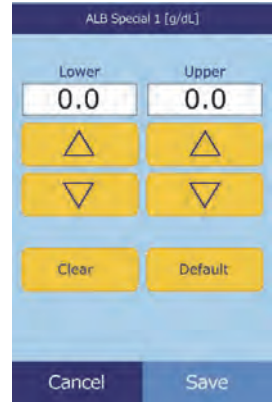 ALB Special 1 [g/dL]
Lower Upper
0.0 0.0
Clear Default
Cancel Save